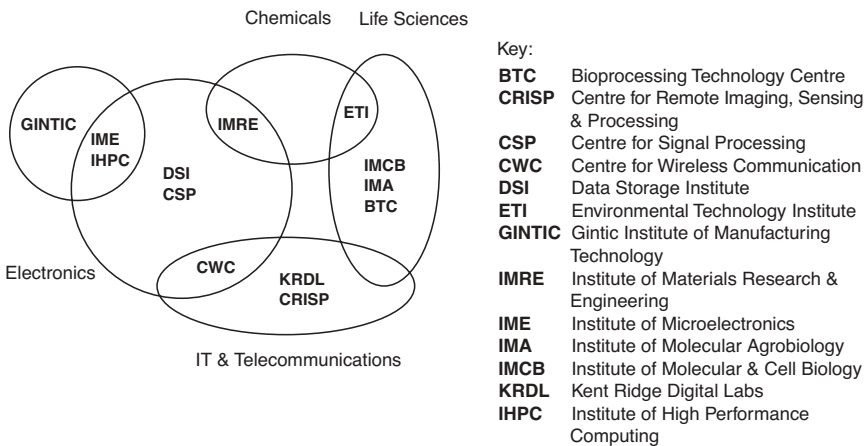 Chemicals Life Sciences
GINTIC
IME
IHPC
DSI
CSP
IMRE
ETI
IMCB
IMA
BTC
CWC
KRDL
CRISP
Electronics
IT & Telecommunications
Key:
BTC Bioprocessing Technology Centre
CRISP Centre for Remote Imaging, Sensing
& Processing
CSP Centre for Signal Processing
CWC Centre for Wireless Communication
DSI Data Storage Institute
ETI Environmental Technology Institute
GINTIC Gintic Institute of Manufacturing
Technology
IMRE Institute of Materials Research &
Engineering
IME Institute of Microelectronics
IMA Institute of Molecular Agrobiology
IMCB Institute of Molecular & Cell Biology
KRDL Kent Ridge Digital Labs
IHPC Institute of High Performance
Computing